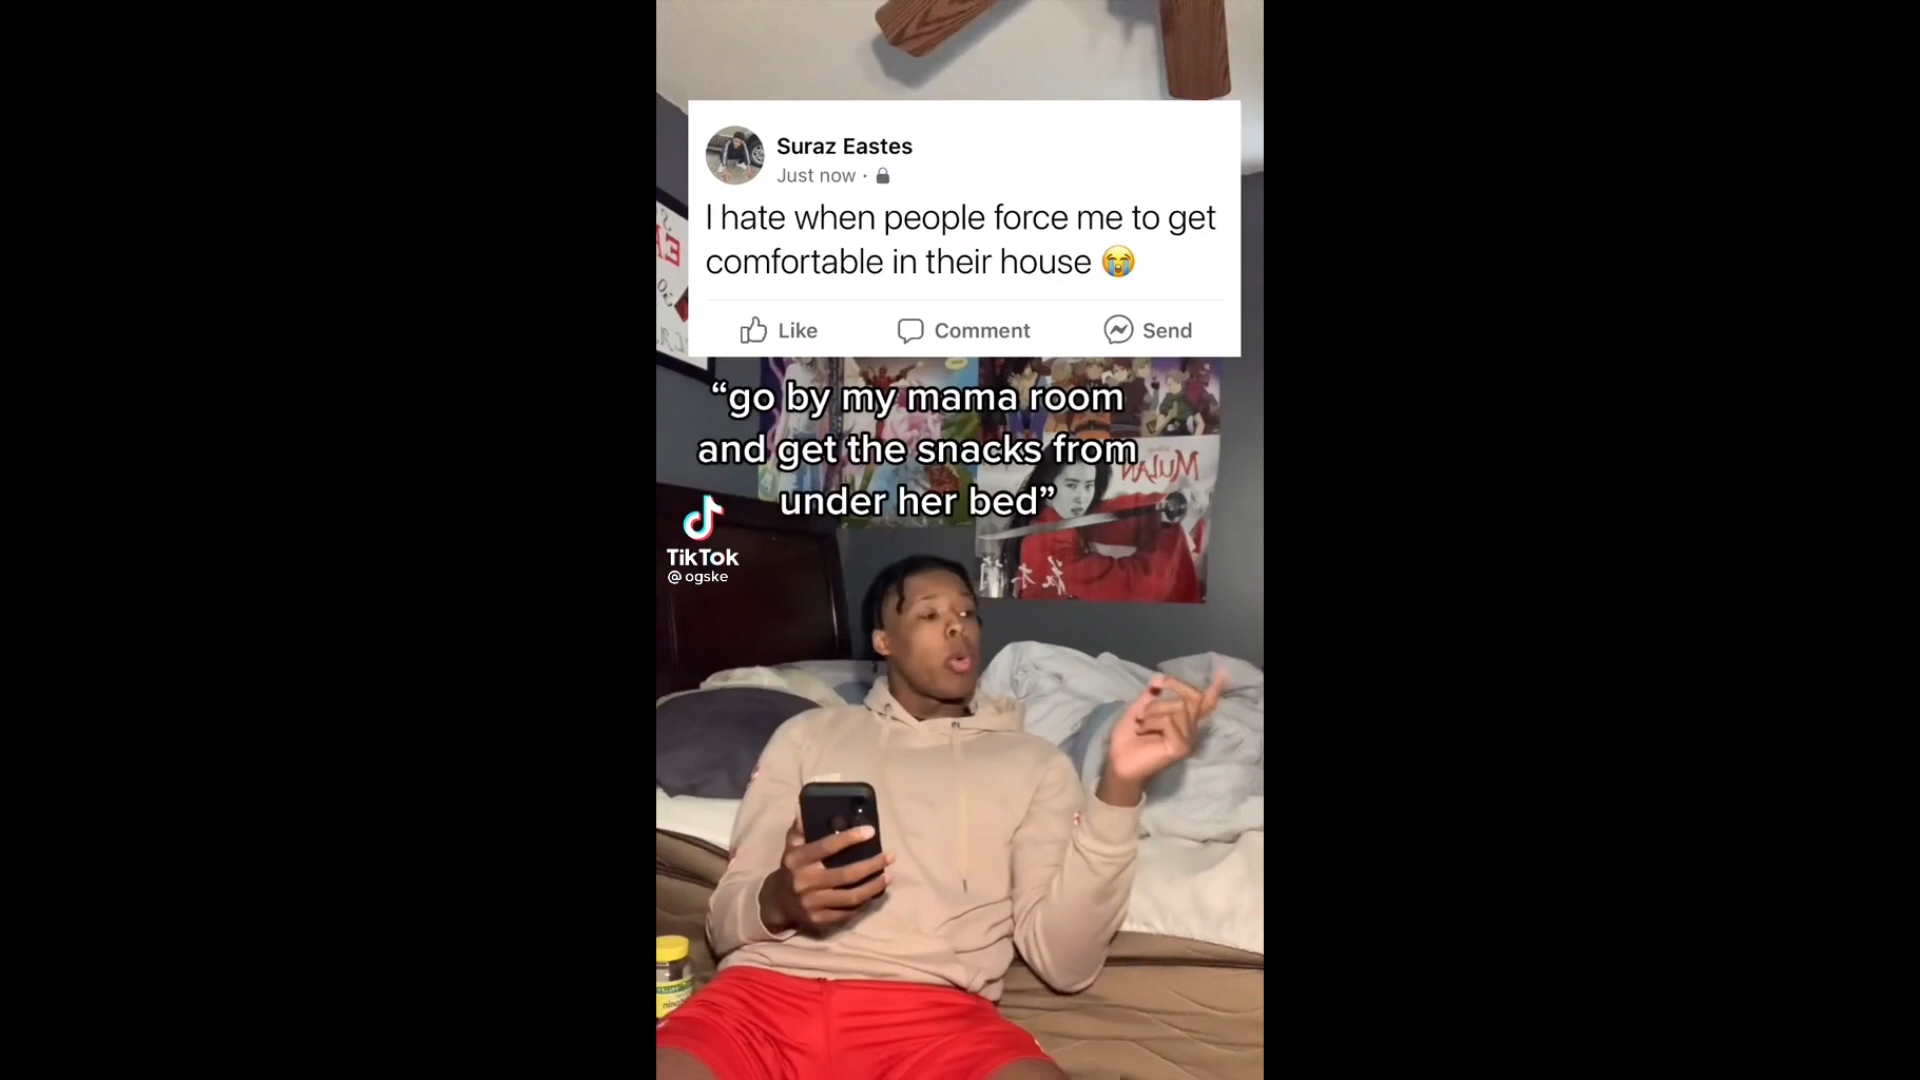 Suraz Eastes
Just now ·
I hate when people force me to get
comfortable in their house 😭
Like Comment Send
“go by my mama room
and get the snacks from
under her bed”
MULAN
TikTok
@ogske